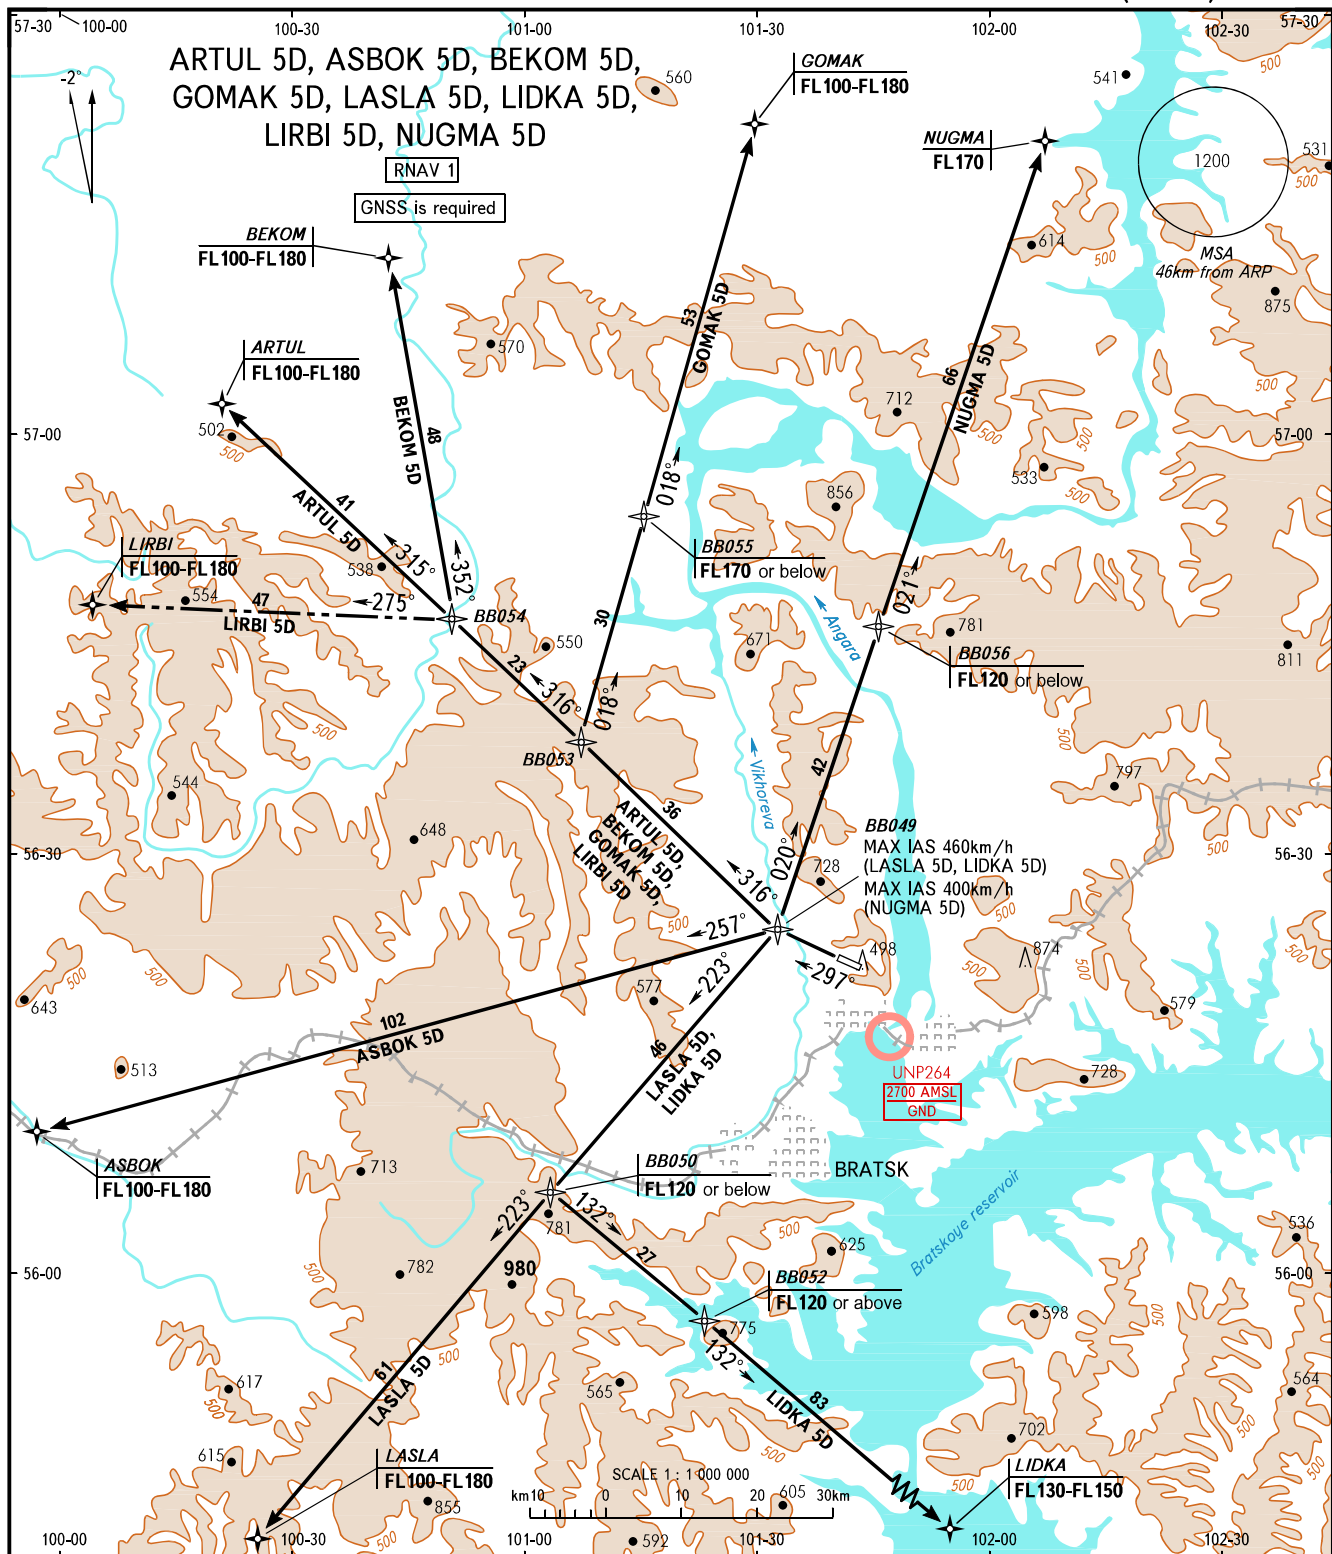 57-30
100-00
100-30
101-00
101-30
102-00
102-30
57-30
ARTUL 5D, ASBOK 5D, BEKOM 5D,
GOMAK 5D, LASLA 5D, LIDKA 5D,
LIRBI 5D, NUGMA 5D
RNAV 1
GNSS is required
-2°
560
GOMAK
FL100-FL180
541
500
NUGMA
FL170
1200
531
500
MSA
46km from ARP
614
500
875
500
BEKOM
FL100-FL180
570
53
GOMAK 5D
66
NUGMA 5D
ARTUL
FL100-FL180
502
500
48
BEKOM 5D
712
500
500
533
57-00
57-00
41
ARTUL 5D
315°
352°
018°
856
538
LIRBI
FL100-FL180
554
47
275°
LIRBI 5D
BB054
BB055
FL170 or below
021°
Angara
781
BB056
FL120 or below
811
30
671
550
23
316°
018°
BB053
500
500
500
544
648
Vikhoreva
42
797
36
ARTUL 5D,
BEKOM 5D,
GOMAK 5D,
LIRBI 5D
56-30
56-30
BB049
MAX IAS 460km/h
(LASLA 5D, LIDKA 5D)
MAX IAS 400km/h
(NUGMA 5D)
020°
728
316°
500
500
257°
223°
297°
498
874
500
500
500
643
577
579
102
ASBOK 5D
46
LASLA 5D,
LIDKA 5D
513
UNP264
2700 AMSL
GND
728
ASBOK
FL100-FL180
713
BB050
FL120 or below
BRATSK
Bratskoye reservoir
223°
132°
781
500
625
536
500
27
782
980
500
56-00
56-00
BB052
FL120 or above
775
598
500
132°
61
LASLA 5D
500
617
500
565
83
LIDKA 5D
564
500
500
702
615
500
LASLA
FL100-FL180
855
500
SCALE 1 : 1 000 000
km10
0
10
20
30km
605
592
LIDKA
FL130-FL150
500
500
100-00
100-30
101-00
101-30
102-00
102-30